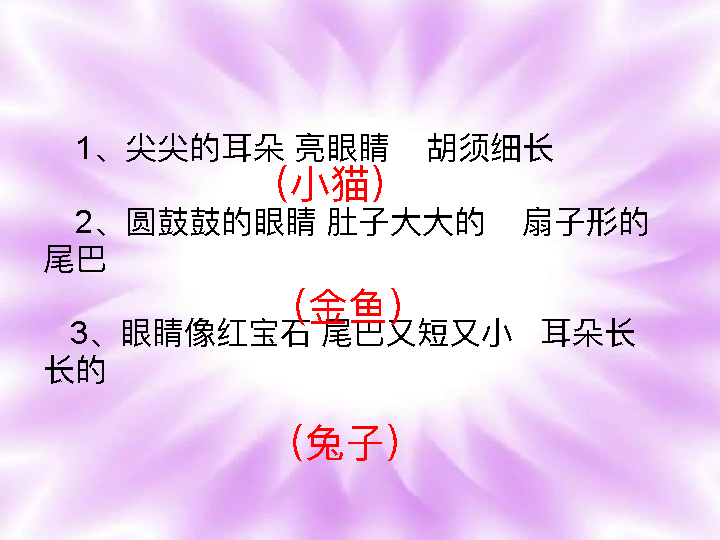 1、尖尖的耳朵 亮眼睛 胡须细长
(小猫)
2、圆鼓鼓的眼睛 肚子大大的 扇子形的
尾巴
(金鱼)
3、眼睛像红宝石 尾巴又短又小 耳朵长
长的
(兔子)